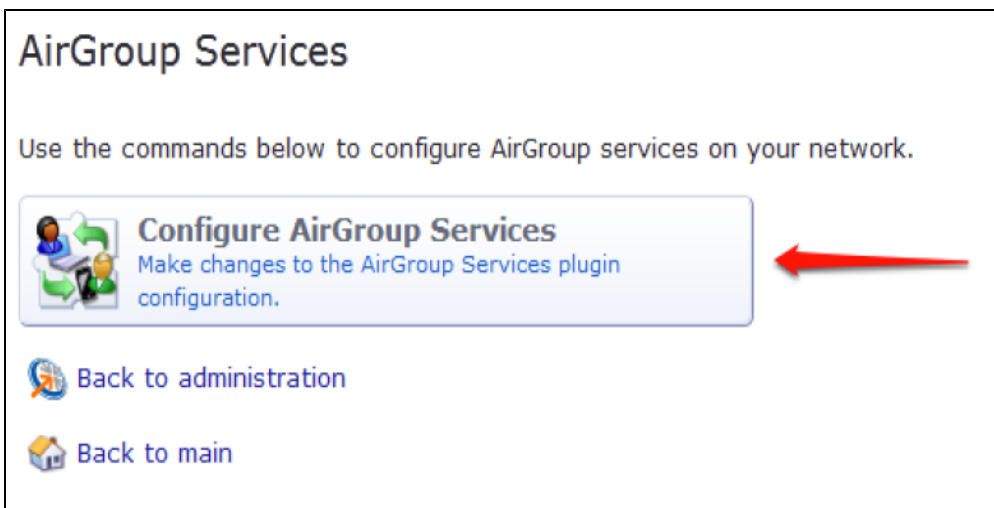 AirGroup Services
Use the commands below to configure AirGroup services on your network.
Configure AirGroup Services
Make changes to the AirGroup Services plugin
configuration.
Back to administration
Back to main